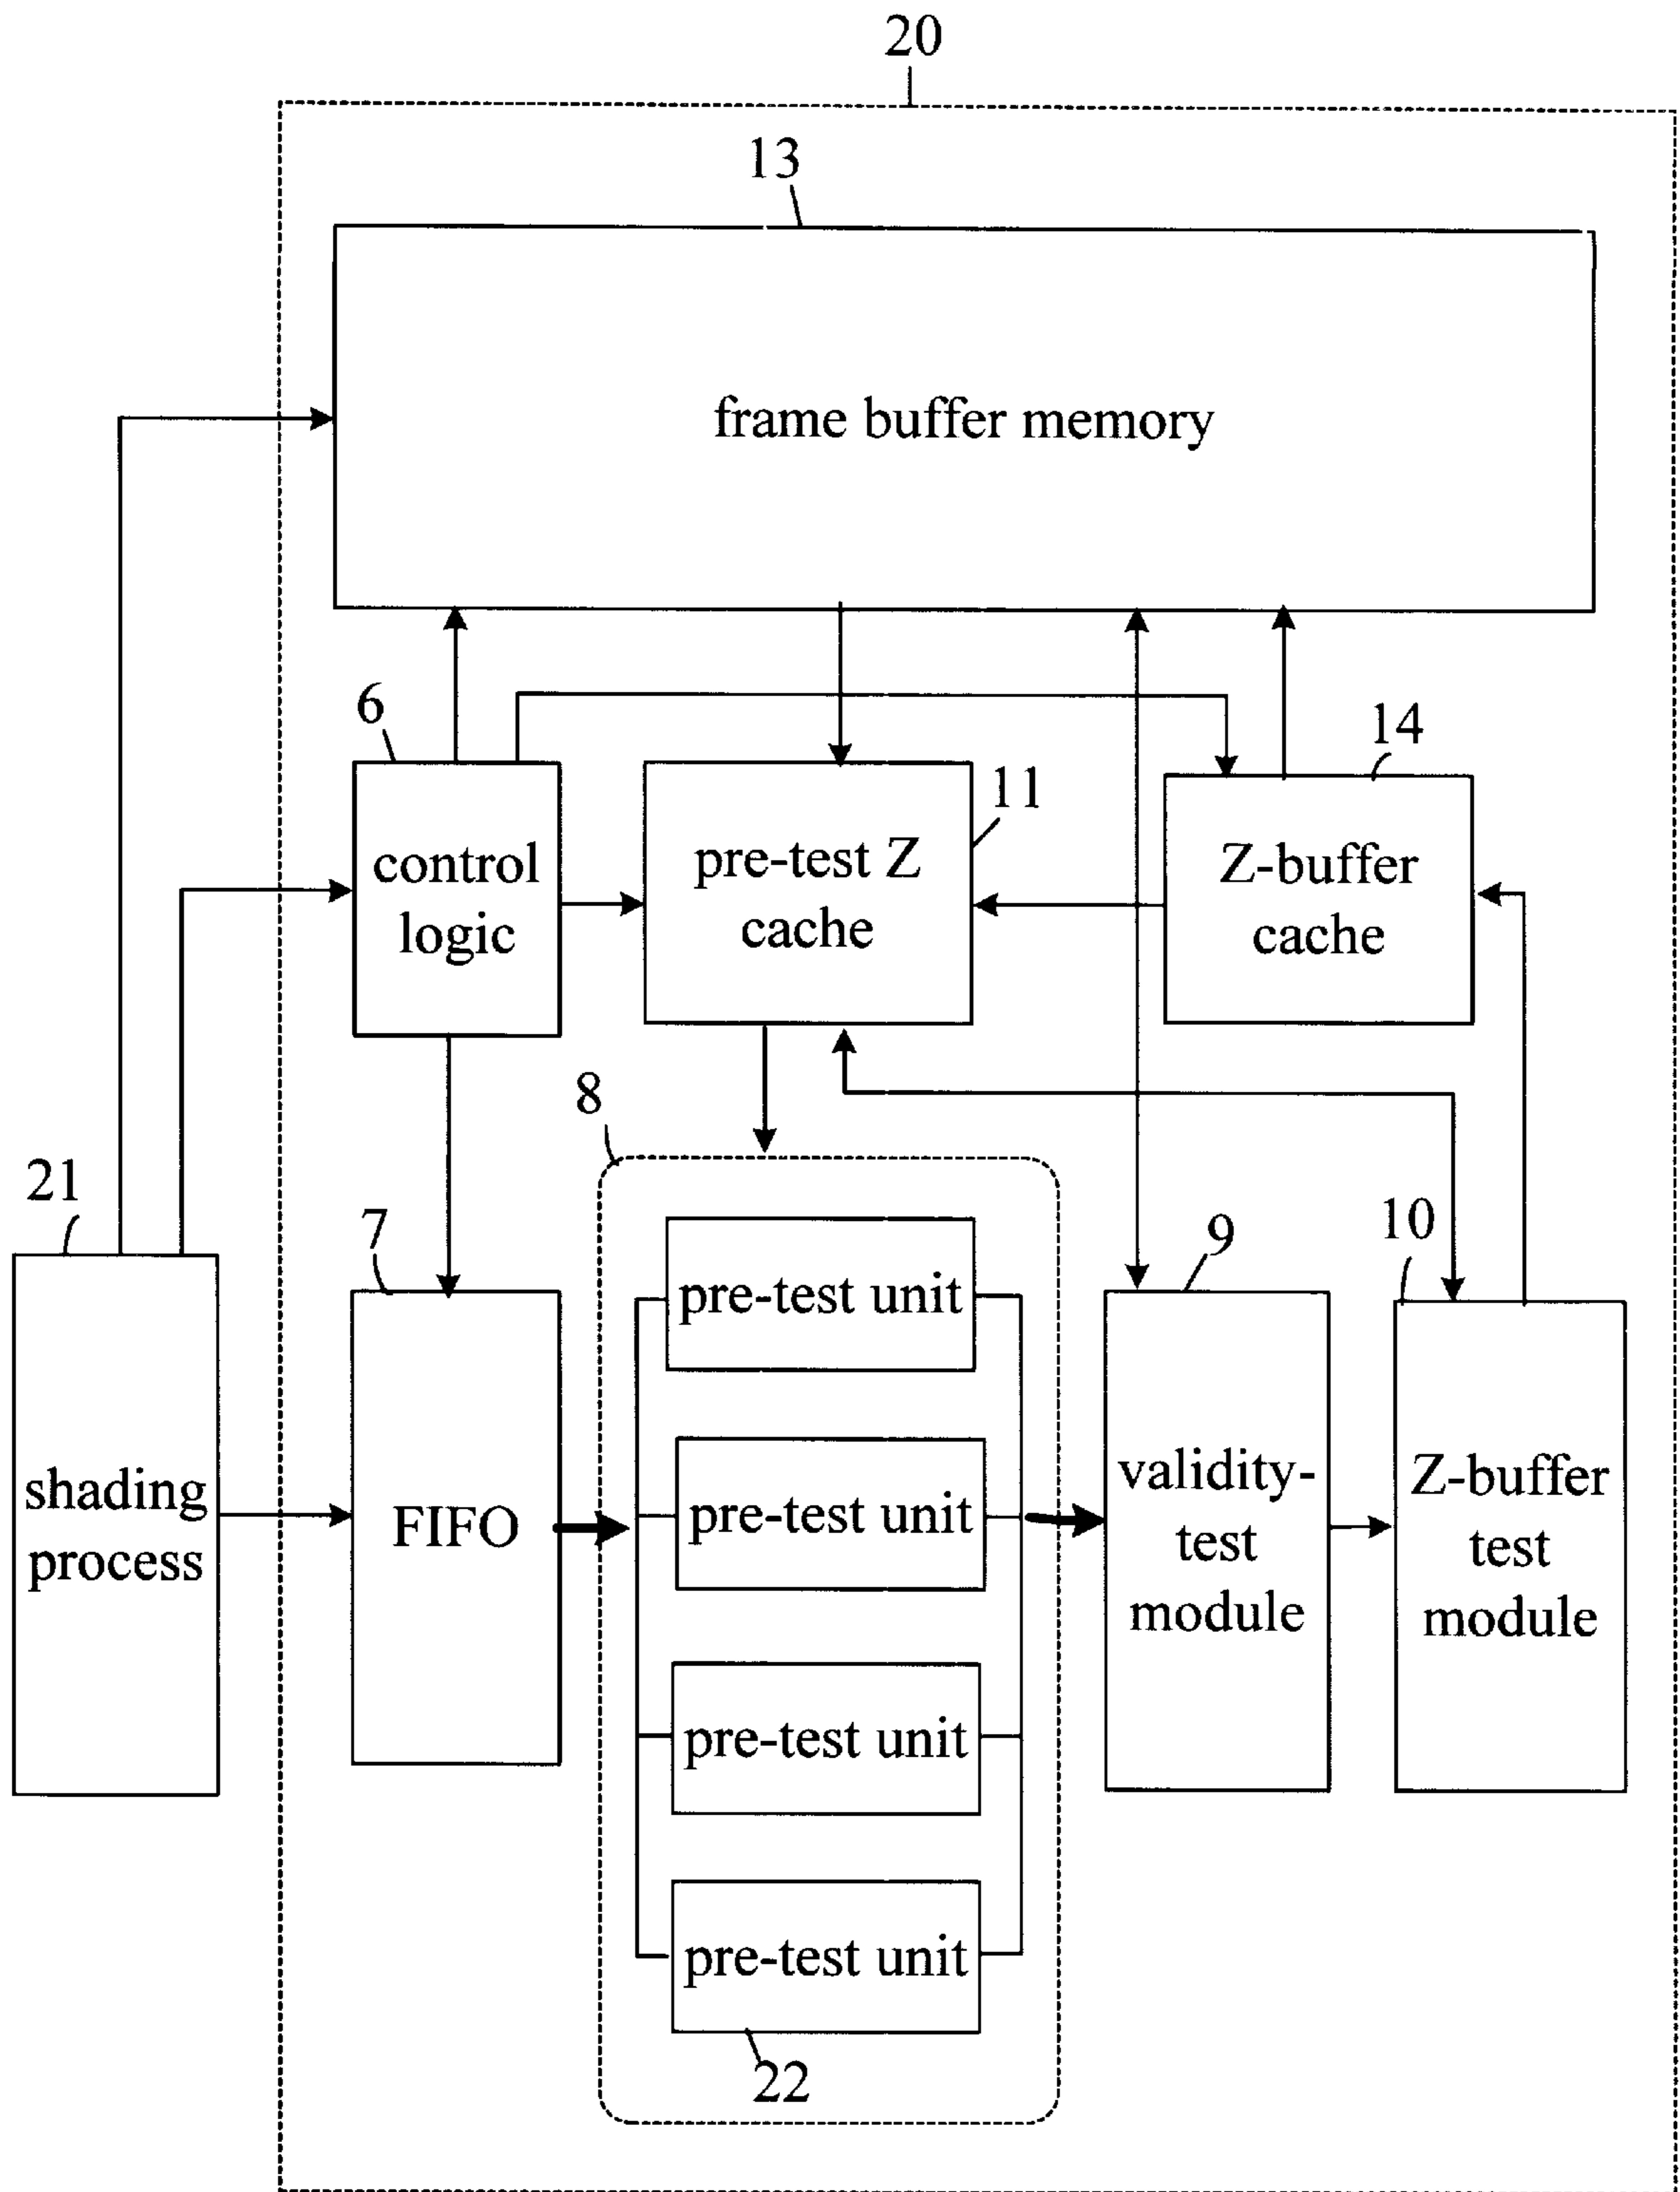 20
13
frame buffer memory
6
14
11
control
logic
pre-test Z
cache
Z-buffer
cache
8
21
7
9
10
pre-test unit
shading
process
FIFO
pre-test unit
validity-
test
module
Z-buffer
test
module
pre-test unit
pre-test unit
22